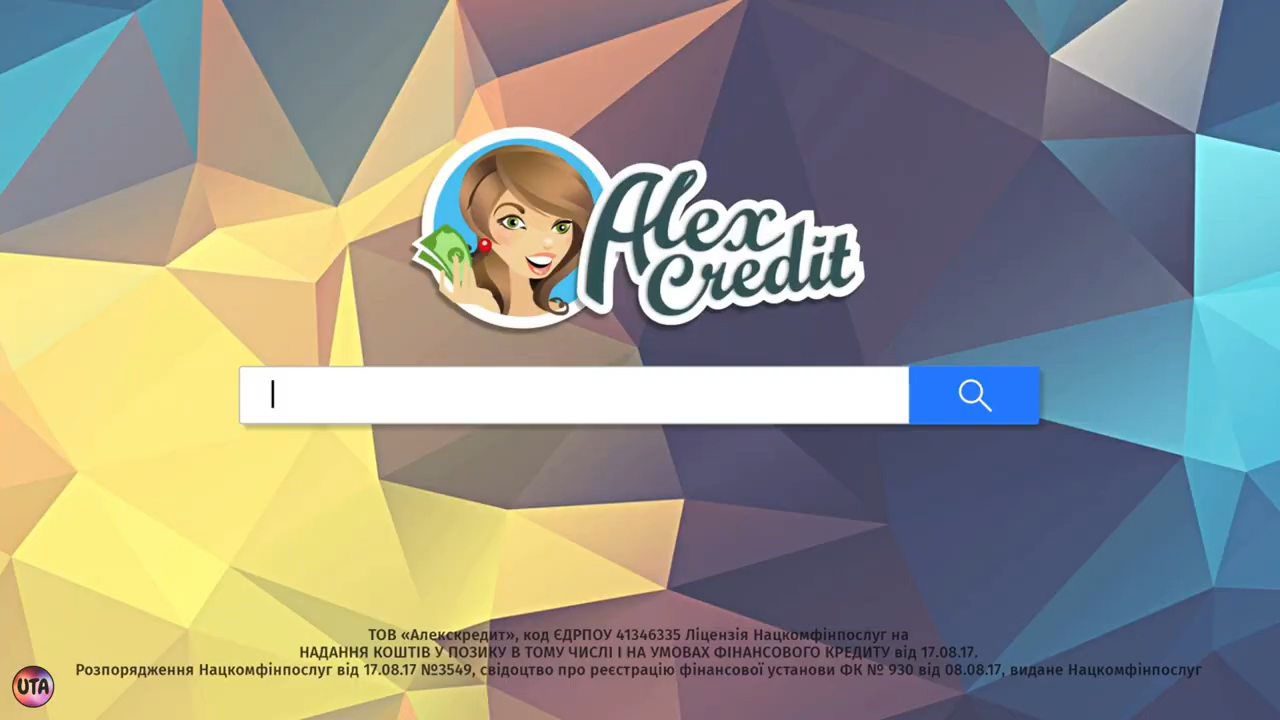 Alex
Credit
ТОВ «Алекскредит», код ЄДРПОУ 41346335 Ліцензія Нацкомфінпослуг на
НАДАННЯ КОШТІВ У ПОЗИКУ В ТОМУ ЧИСЛІ І НА УМОВАХ ФІНАНСОВОГО КРЕДИТУ від 17.08.17.
Розпорядження Нацкомфінпослуг від 17.08.17 №3549, свідоцтво про реєстрацію фінансової установи ФК № 930 від 08.08.17, видане Нацкомфінпослуг
UTA